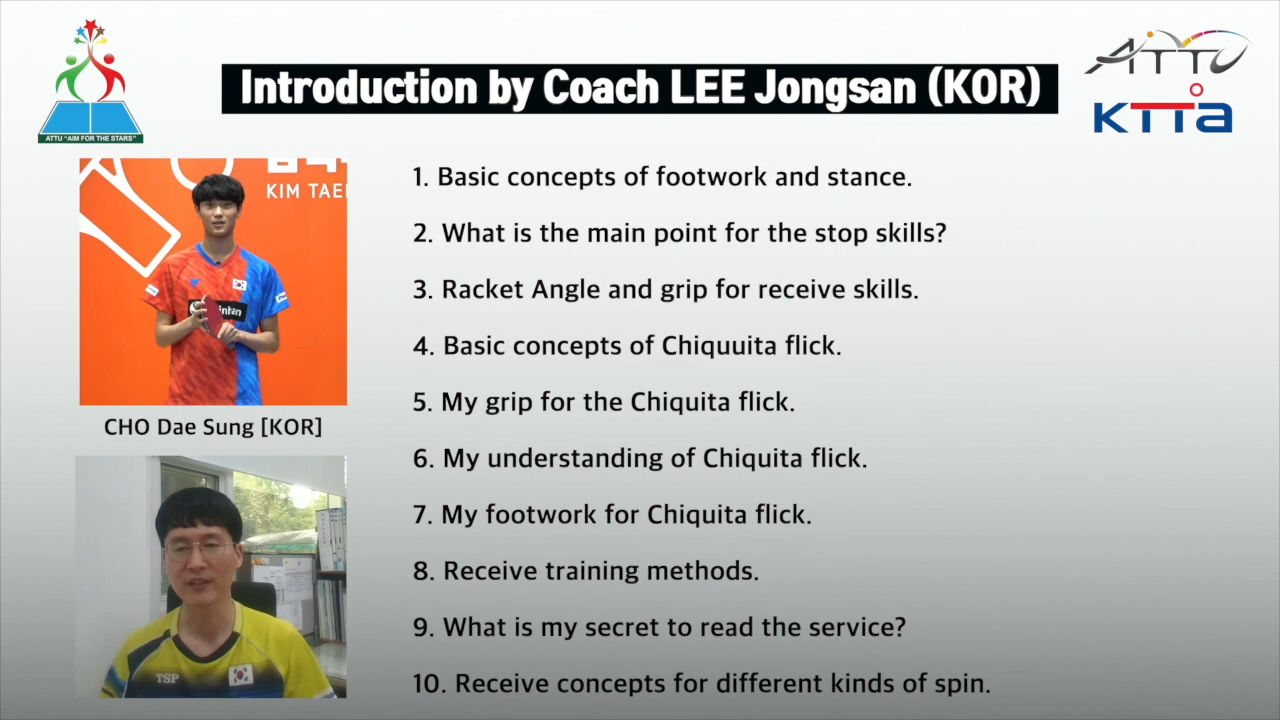 Introduction by Coach LEE Jongsan (KOR)
ATTU "AIM FOR THE STARS"
ATTU
KTTa
KIM TAE
CHO Dae Sung [KOR]
TSP
1. Basic concepts of footwork and stance.
2. What is the main point for the stop skills?
3. Racket Angle and grip for receive skills.
4. Basic concepts of Chiquuita flick.
5. My grip for the Chiquita flick.
6. My understanding of Chiquita flick.
7. My footwork for Chiquita flick.
8. Receive training methods.
9. What is my secret to read the service?
10. Receive concepts for different kinds of spin.